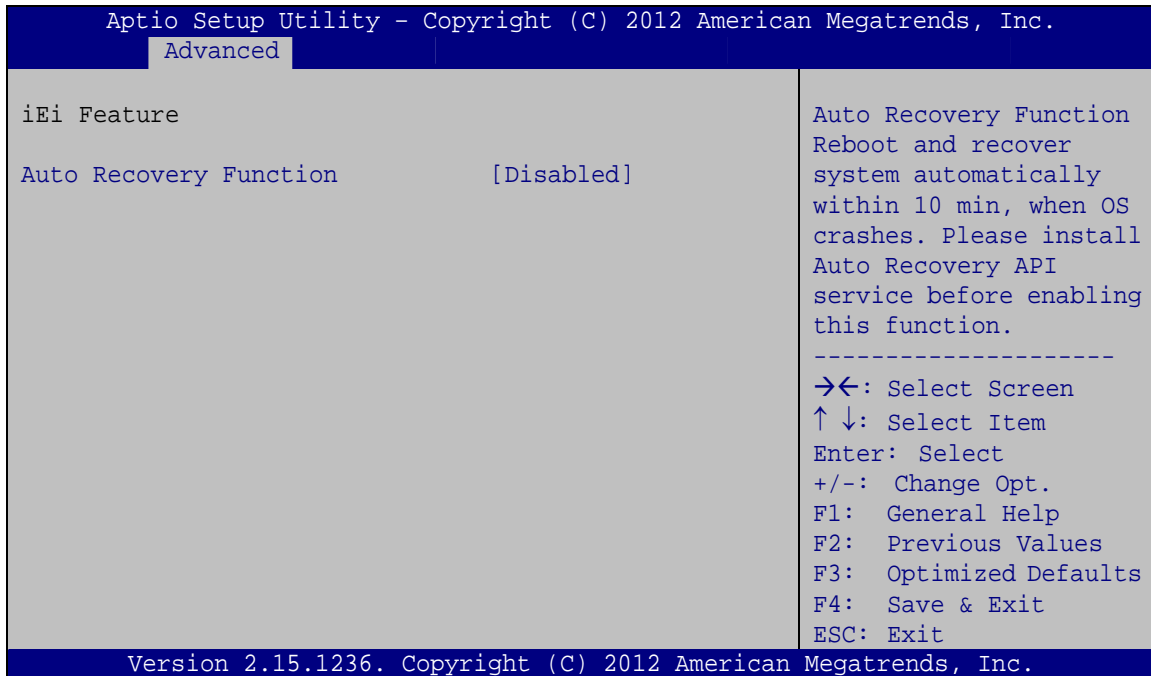 Aptio Setup Utility – Copyright (C) 2012 American Megatrends, Inc.
Advanced
iEi Feature
Auto Recovery Function [Disabled]
Auto Recovery Function
Reboot and recover
system automatically
within 10 min, when OS
crashes. Please install
Auto Recovery API
service before enabling
this function.
---------------------
→←: Select Screen
↑ ↓: Select Item
Enter: Select
+/-: Change Opt.
F1: General Help
F2: Previous Values
F3: Optimized Defaults
F4: Save & Exit
ESC: Exit
Version 2.15.1236. Copyright (C) 2012 American Megatrends, Inc.